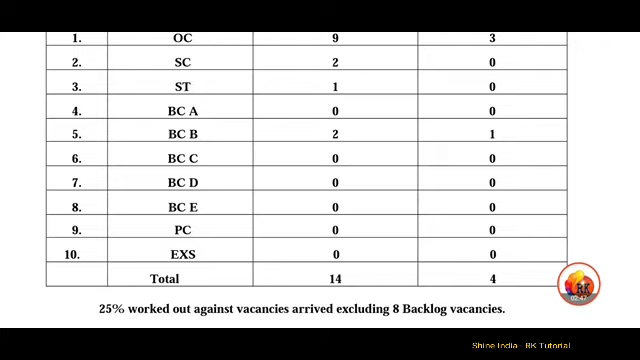 1. OC 9 3
2. SC 2 0
3. ST 1 0
4. BC A 0 0
5. BC B 2 1
6. BC C 0 0
7. BC D 0 0
8. BC E 0 0
9. PC 0 0
10. EXS 0 0
Total 14 4
RK
02:47
25% worked out against vacancies arrived excluding 8 Backlog vacancies.
Shine India - RK Tutorial